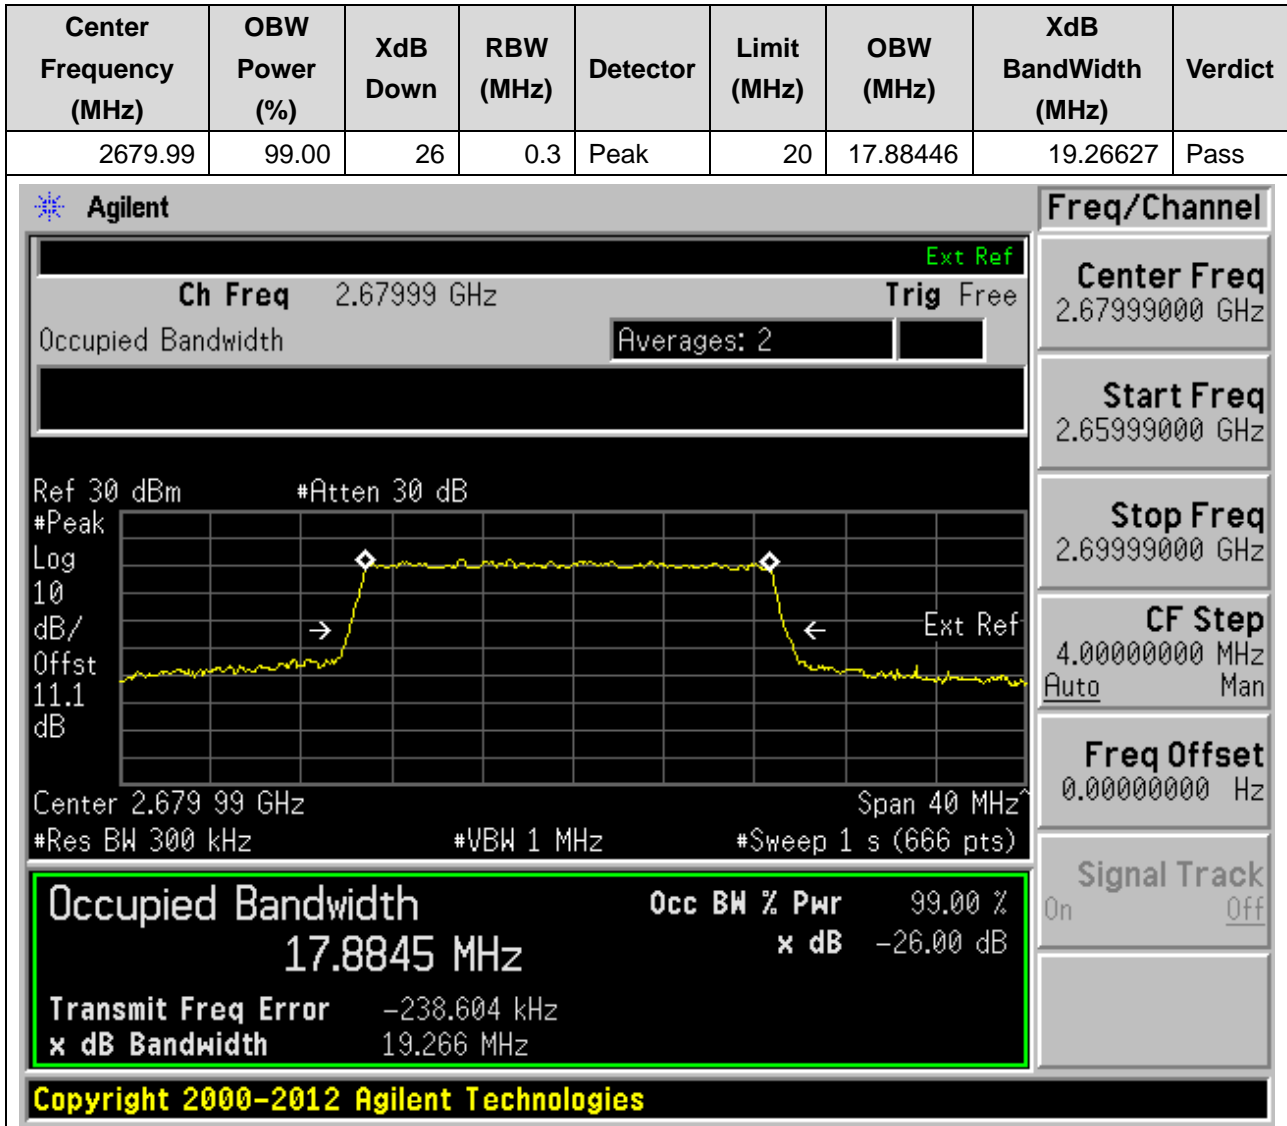 Center Frequency (MHz) OBW Power (%) XdB Down RBW (MHz) Detector Limit (MHz) OBW (MHz) XdB BandWidth (MHz) Verdict
2679.99 99.00 26 0.3 Peak 20 17.88446 19.26627 Pass
Agilent
Freq/Channel
Ext Ref
Ch Freq 2.67999 GHz Trig Free
Occupied Bandwidth Averages: 2
Center Freq
2.67999000 GHz
Start Freq
2.65999000 GHz
Stop Freq
2.69999000 GHz
CF Step
4.00000000 MHz
Auto Man
Freq Offset
0.00000000 Hz
Signal Track
On Off
Ref 30 dBm #Atten 30 dB
#Peak
Log
10
dB/
Offst
11.1
dB
Ext Ref
Center 2.679 99 GHz Span 40 MHz^
#Res BW 300 kHz #VBW 1 MHz #Sweep 1 s (666 pts)
Occupied Bandwidth Occ BW % Pwr 99.00 %
17.8845 MHz x dB -26.00 dB
Transmit Freq Error -238.604 kHz
x dB Bandwidth 19.266 MHz
Copyright 2000-2012 Agilent Technologies